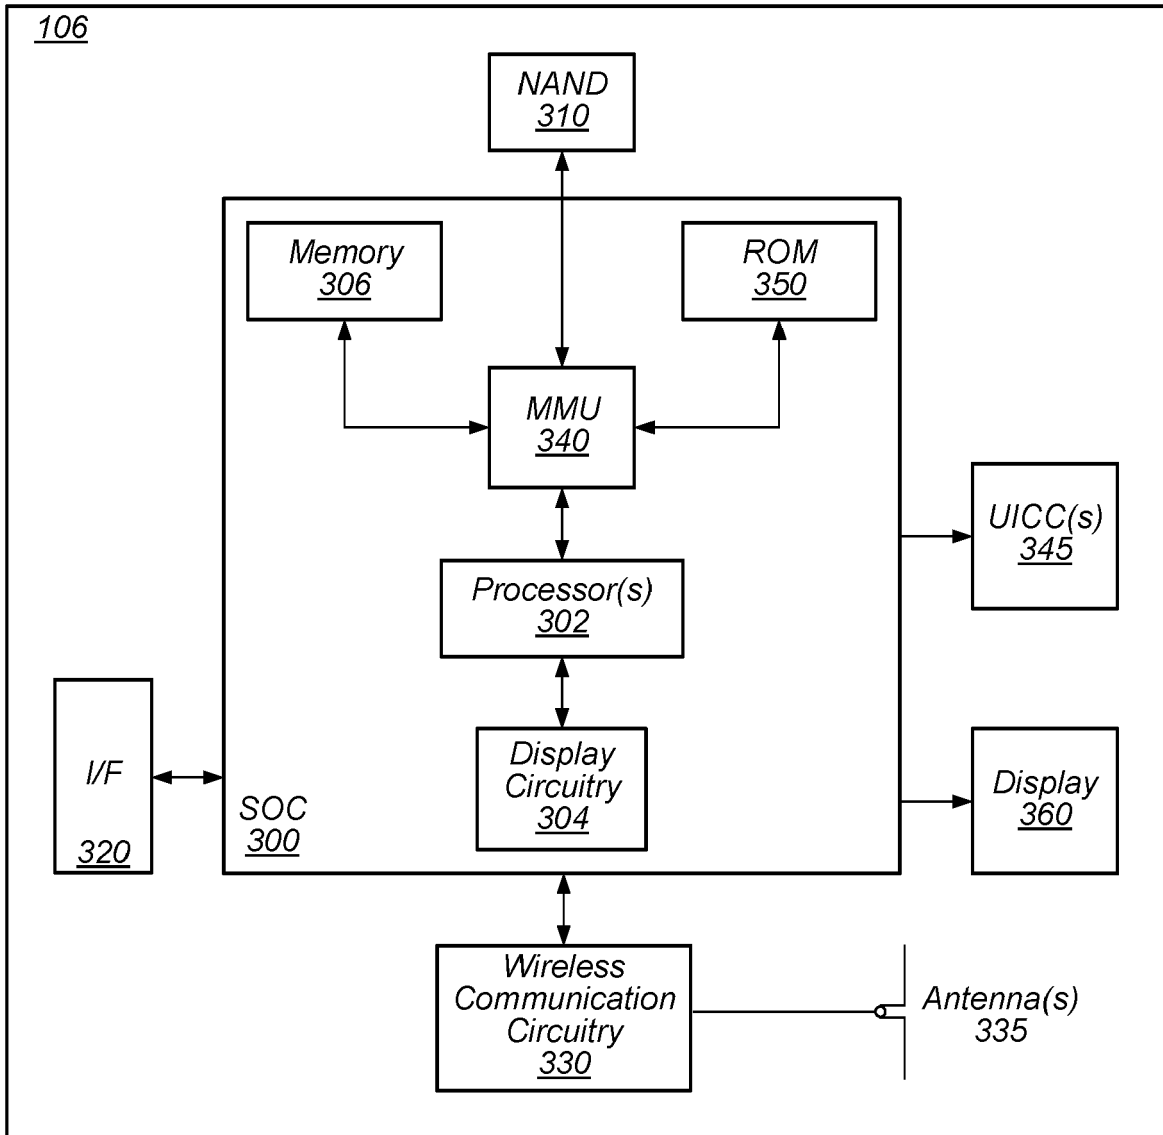 106
NAND
310
Memory
306
ROM
350
MMU
340
UICC(s)
345
Processor(s)
302
I/F
320
Display
Circuitry
304
SOC
300
Display
360
Wireless
Communication
Circuitry
330
Antenna(s)
335